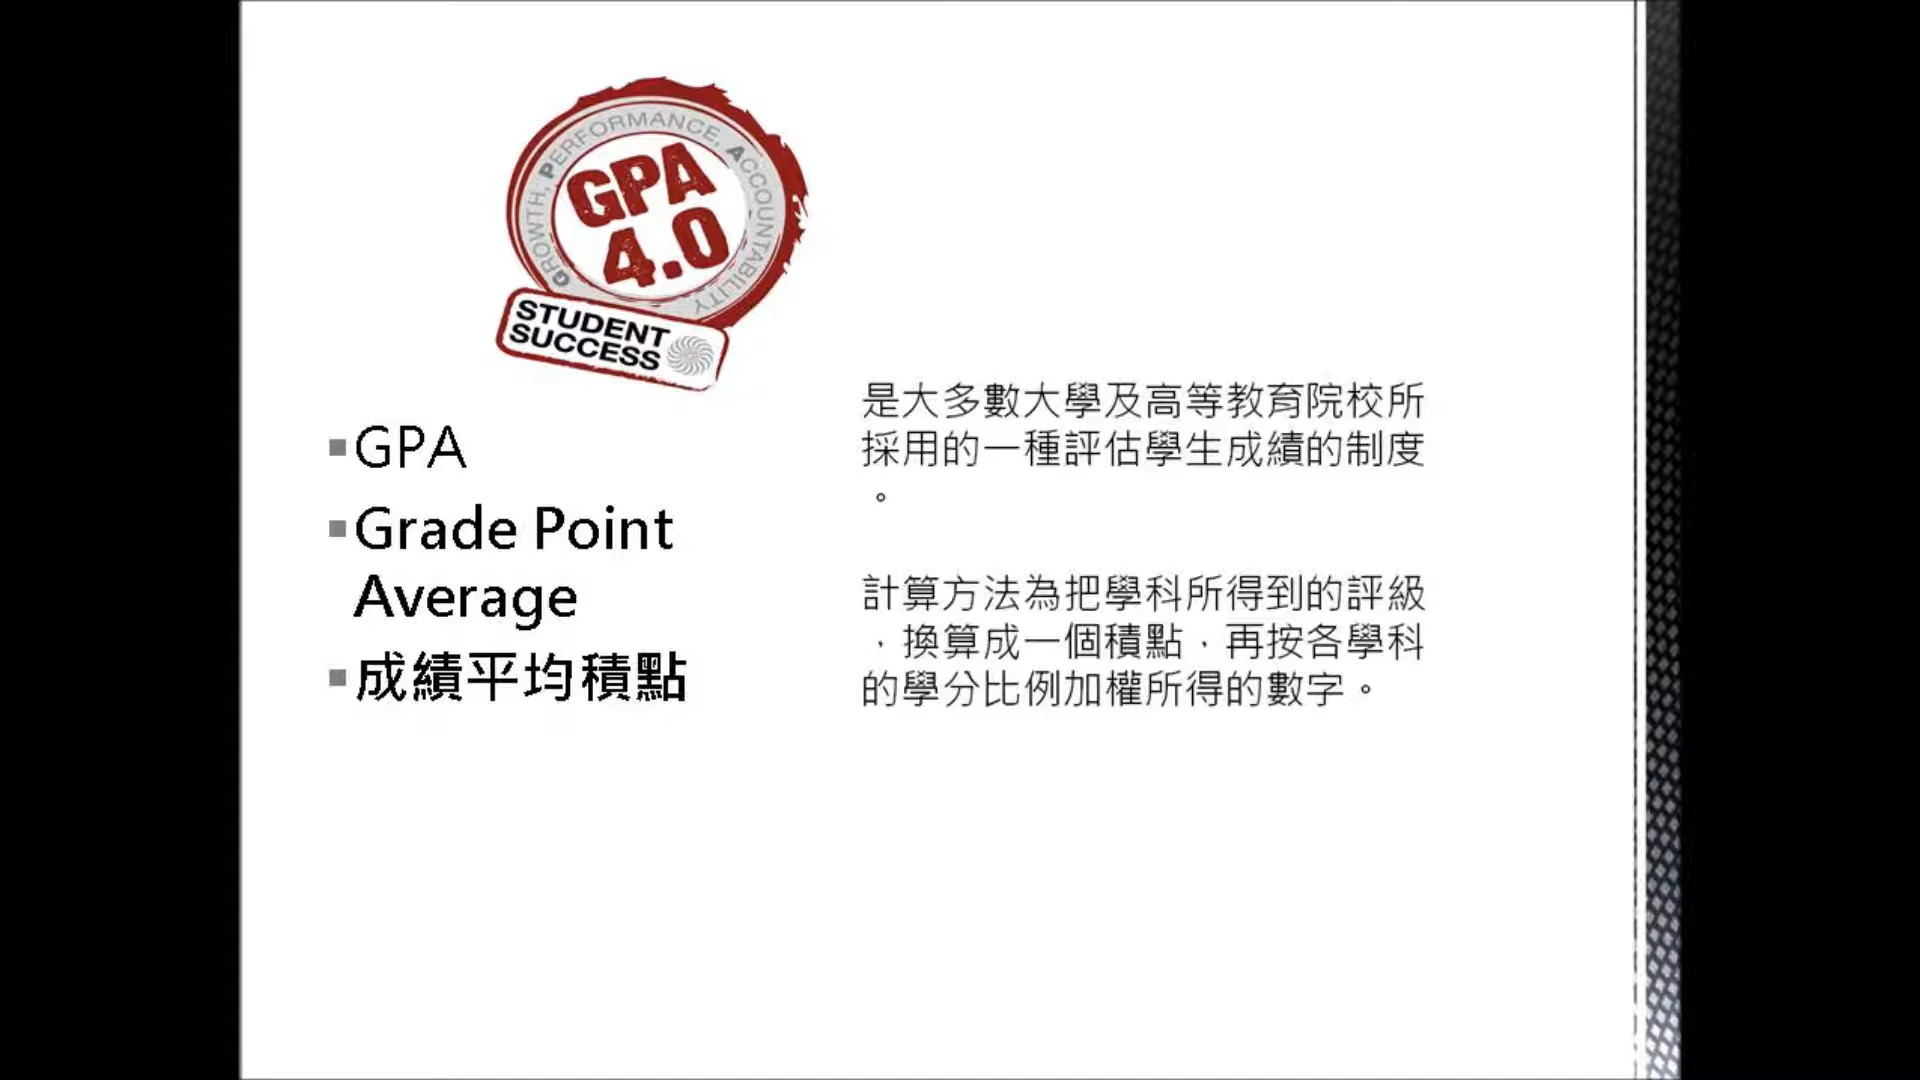 GROWTH, PERFORMANCE, ACCOUNTABILITY
GPA
4.0
STUDENT
SUCCESS
▪GPA
▪Grade Point
Average
▪成績平均積點
是大多數大學及高等教育院校所
採用的一種評估學生成績的制度
。
計算方法為把學科所得到的評級
，換算成一個積點，再按各學科
的學分比例加權所得的數字。